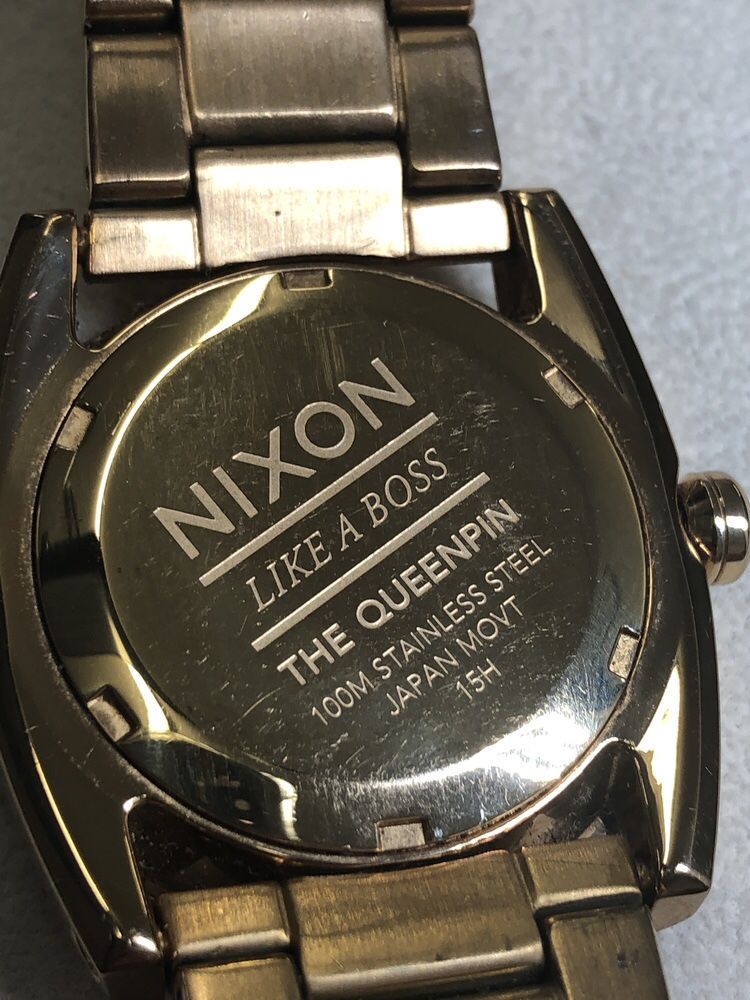 NIXON
LIKE A BOSS
THE QUEENPIN
100M STAINLESS STEEL
JAPAN MOVT
15H